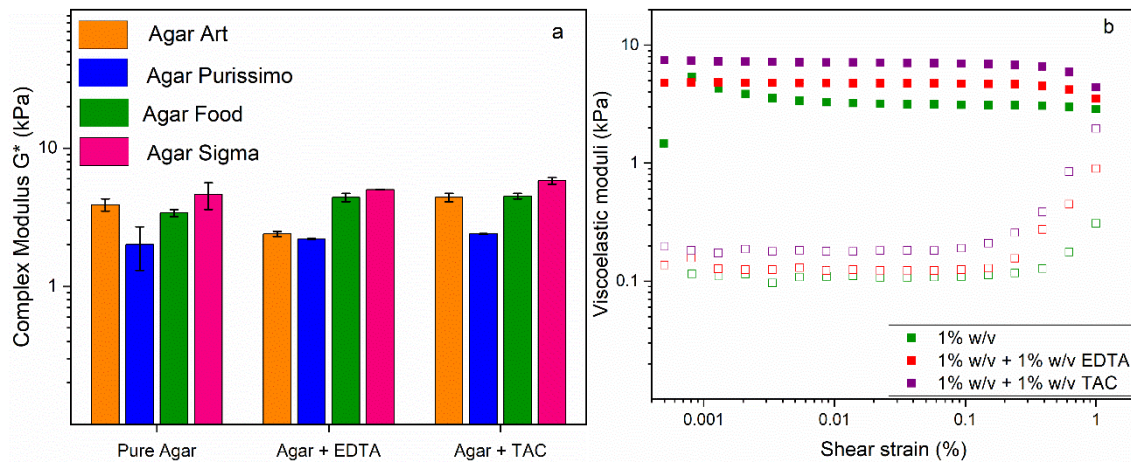 a
Agar Art
Agar Purissimo
Agar Food
Agar Sigma
Complex Modulus G* (kPa)
10
1
Pure Agar
Agar + EDTA
Agar + TAC
b
Viscoelastic moduli (kPa)
10
1
0.1
0.001
0.01
0.1
1
1% w/v
1% w/v + 1% w/v EDTA
1% w/v + 1% w/v TAC
Shear strain (%)